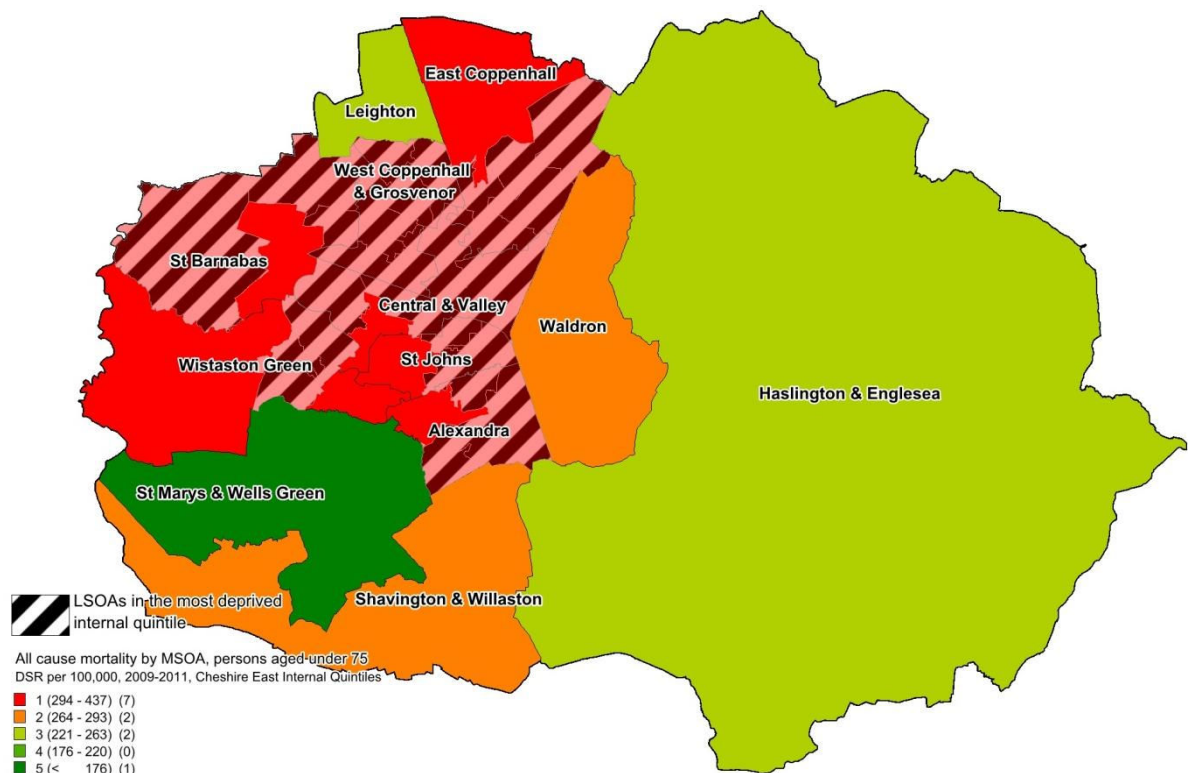 East Coppenhall
Leighton
West Coppenhall
& Grosvenor
St Barnabas
Central & Valley
Waldron
Wistaston Green
St Johns
Haslington & Englesea
Alexandra
St Marys & Wells Green
Shavington & Willaston
LSOAs in the most deprived
internal quintile
All cause mortality by MSOA, persons aged under 75
DSR per 100,000, 2009-2011, Cheshire East Internal Quintiles
1 (294 - 437) (7)
2 (264 - 293) (2)
3 (221 - 263) (2)
4 (176 - 220) (0)
5 (< 176) (1)